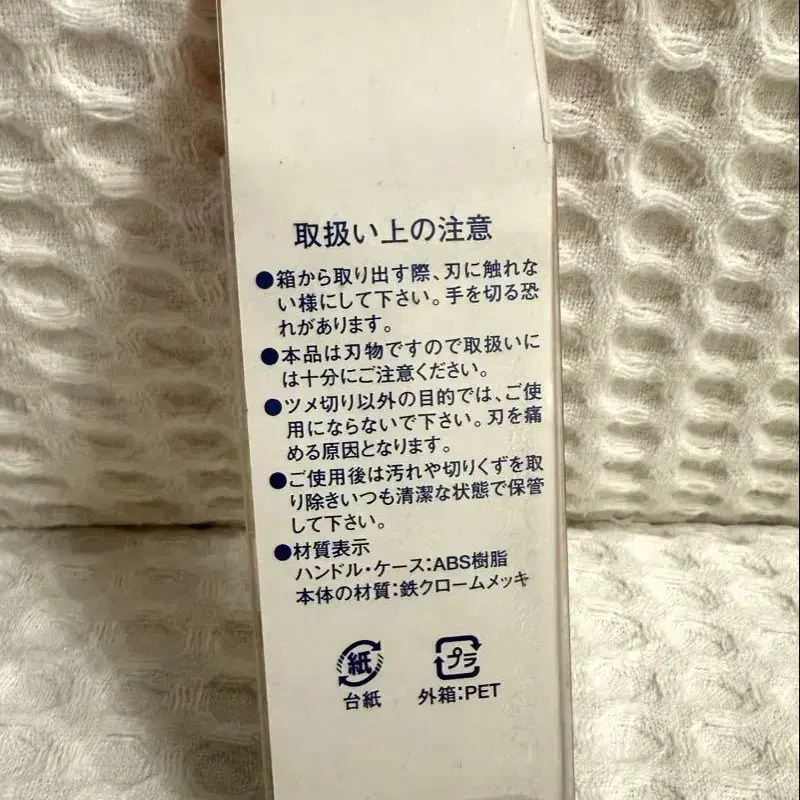 取扱い上の注意
●箱から取り出す際、刃に触れな
い様にして下さい。手を切る恐
れがあります。
●本品は刃物ですので取扱いに
は十分にご注意ください。
●ツメ切り以外の目的では、ご使
用にならないで下さい。刃を痛
める原因となります。
●ご使用後は汚れや切りくずを取
り除きいつも清潔な状態で保管
して下さい。
●材質表示
ハンドル・ケース:ABS樹脂
本体の材質:鉄クロームメッキ
紙 プラ
台紙 外箱:PET